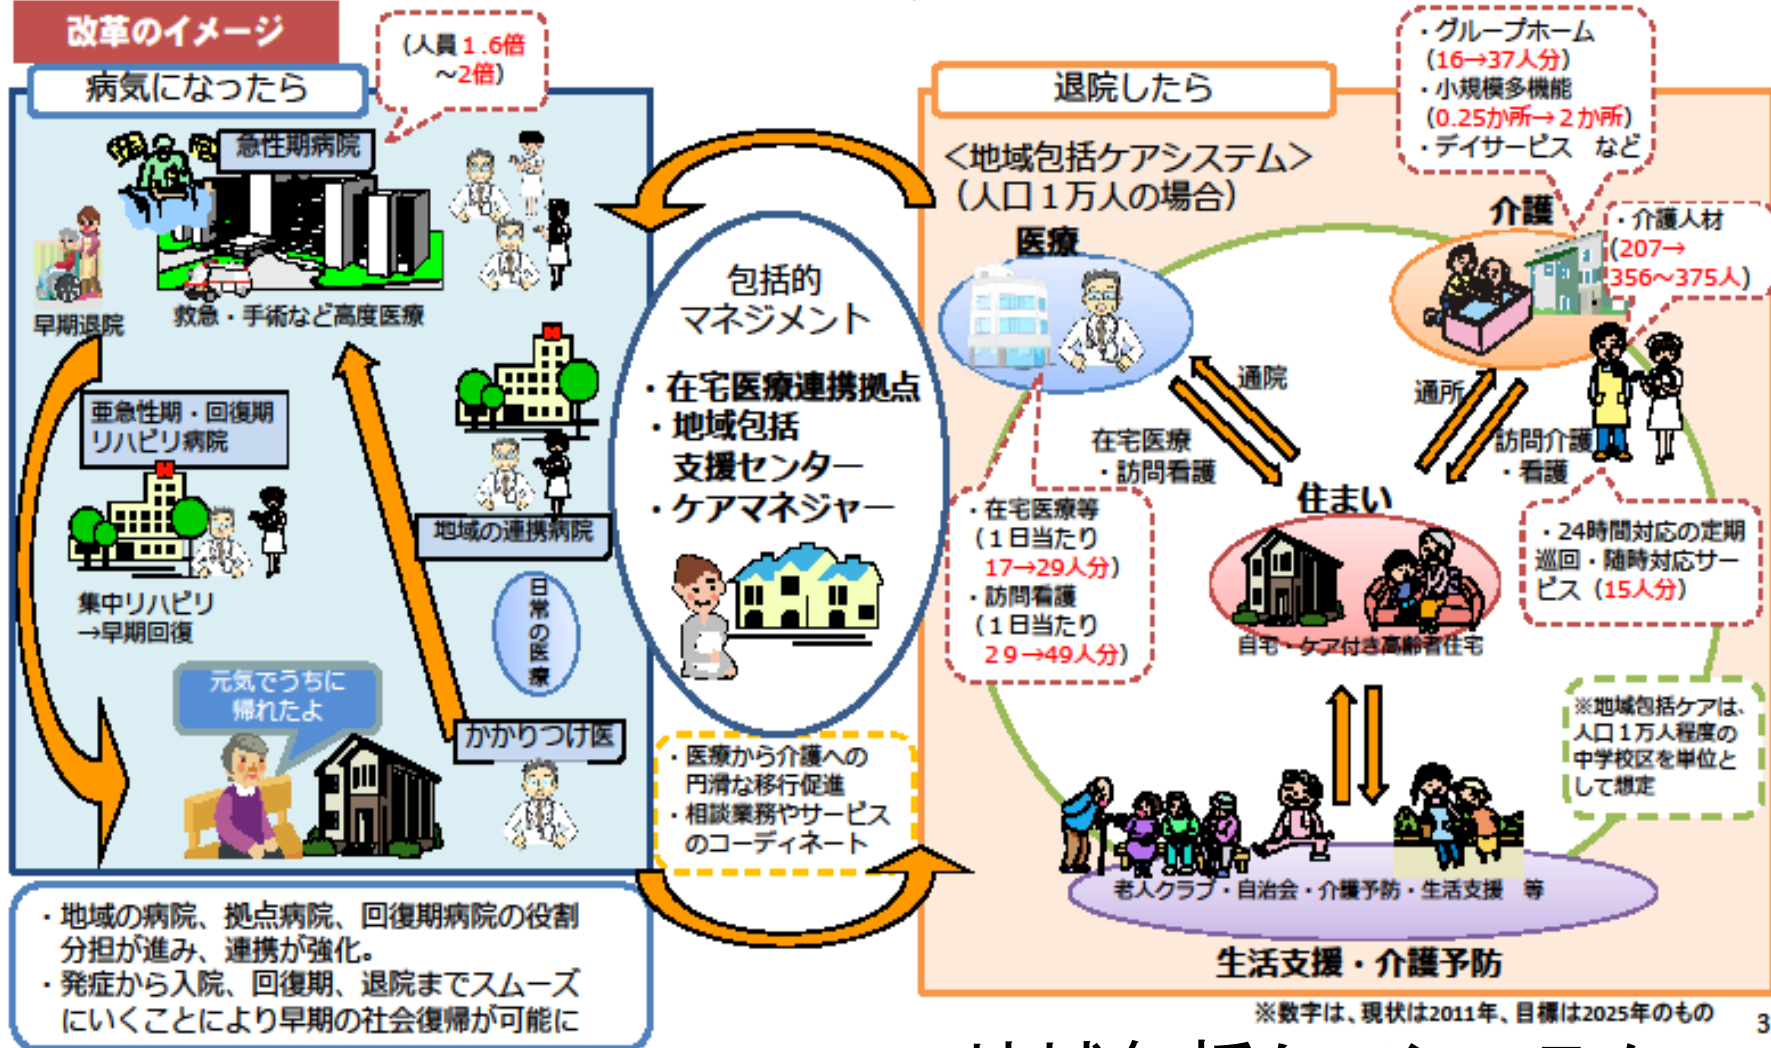 改革のイメージ
(人員1.6倍
～2倍)
病気になったら
急性期病院
救急・手術など高度医療
早期退院
亜急性期・回復期
リハビリ病院
集中リハビリ
→早期回復
地域の連携病院
日常の医療
元気でうちに
帰れたよ
かかりつけ医
・地域の病院、拠点病院、回復期病院の役割
分担が進み、連携が強化。
・発症から入院、回復期、退院までスムーズ
にいくことにより早期の社会復帰が可能に
包括的
マネジメント
・在宅医療連携拠点
・地域包括
支援センター
・ケアマネジャー
・医療から介護への
円滑な移行促進
・相談業務やサービス
のコーディネート
退院したら
＜地域包括ケアシステム＞
(人口1万人の場合)
・グループホーム
(16→37人分)
・小規模多機能
(0.25か所→2か所)
・デイサービス など
医療
介護
・介護人材
(207→
356～375人)
通院
在宅医療
・訪問看護
通所
訪問介護
・看護
・在宅医療等
(1日当たり
17→29人分)
・訪問看護
(1日当たり
29→49人分)
住まい
自宅・ケア付き高齢者住宅
・24時間対応の定期
巡回・随時対応サー
ビス(15人分)
※地域包括ケアは、
人口1万人程度の
中学校区を単位と
して想定
老人クラブ・自治会・介護予防・生活支援 等
生活支援・介護予防
※数字は、現状は2011年、目標は2025年のもの
3